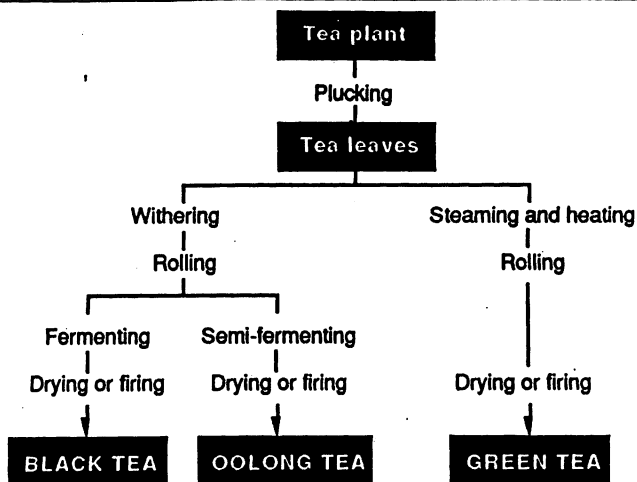 Tea plant
Plucking
Tea leaves
Withering
Steaming and heating
Rolling
Rolling
Fermenting
Semi-fermenting
Drying or firing
Drying or firing
Drying or firing
BLACK TEA
OOLONG TEA
GREEN TEA